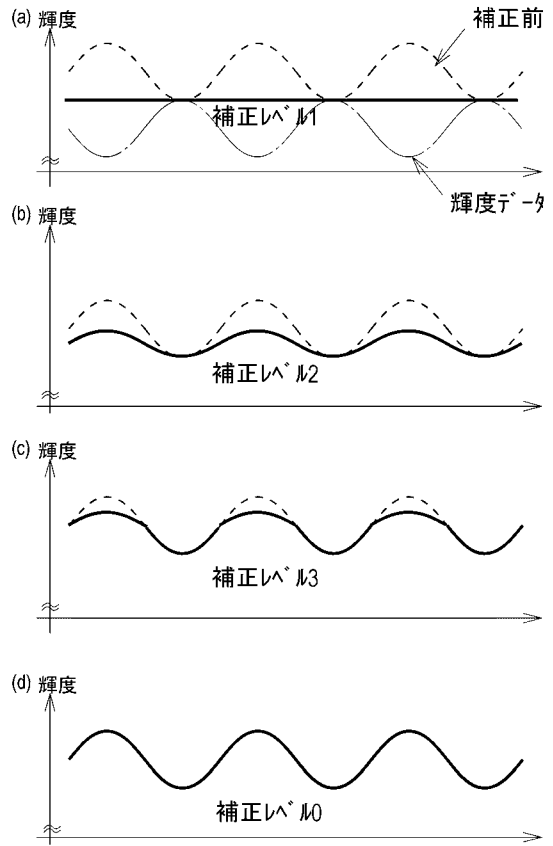 (a) 輝度
補正前
補正レベル1
輝度デー
(b) 輝度
補正レベル2
(c) 輝度
補正レベル3
(d) 輝度
補正レベル0